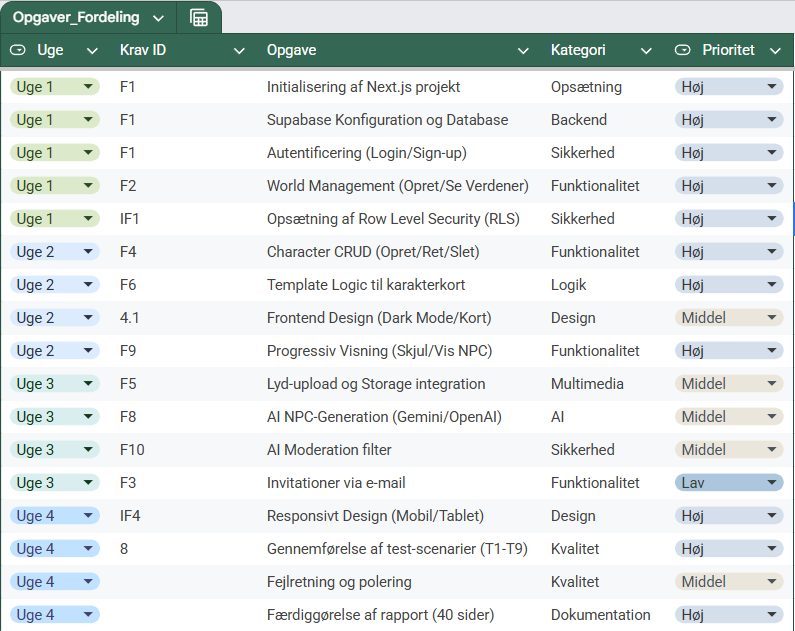 Opgaver_Fordeling
Uge Krav ID Opgave Kategori Prioritet
Uge 1 F1 Initialisering af Next.js projekt Opsætning Høj
Uge 1 F1 Supabase Konfiguration og Database Backend Høj
Uge 1 F1 Autentificering (Login/Sign-up) Sikkerhed Høj
Uge 1 F2 World Management (Opret/Se Verdener) Funktionalitet Høj
Uge 1 IF1 Opsætning af Row Level Security (RLS) Sikkerhed Høj
Uge 2 F4 Character CRUD (Opret/Ret/Slet) Funktionalitet Høj
Uge 2 F6 Template Logic til karakterkort Logik Høj
Uge 2 4.1 Frontend Design (Dark Mode/Kort) Design Middel
Uge 2 F9 Progressiv Visning (Skjul/Vis NPC) Funktionalitet Høj
Uge 3 F5 Lyd-upload og Storage integration Multimedia Middel
Uge 3 F8 AI NPC-Generation (Gemini/OpenAI) AI Middel
Uge 3 F10 AI Moderation filter Sikkerhed Middel
Uge 3 F3 Invitationer via e-mail Funktionalitet Lav
Uge 4 IF4 Responsivt Design (Mobil/Tablet) Design Høj
Uge 4 8 Gennemførelse af test-scenarier (T1-T9) Kvalitet Høj
Uge 4 Fejlretning og polering Kvalitet Middel
Uge 4 Færdiggørelse af rapport (40 sider) Dokumentation Høj